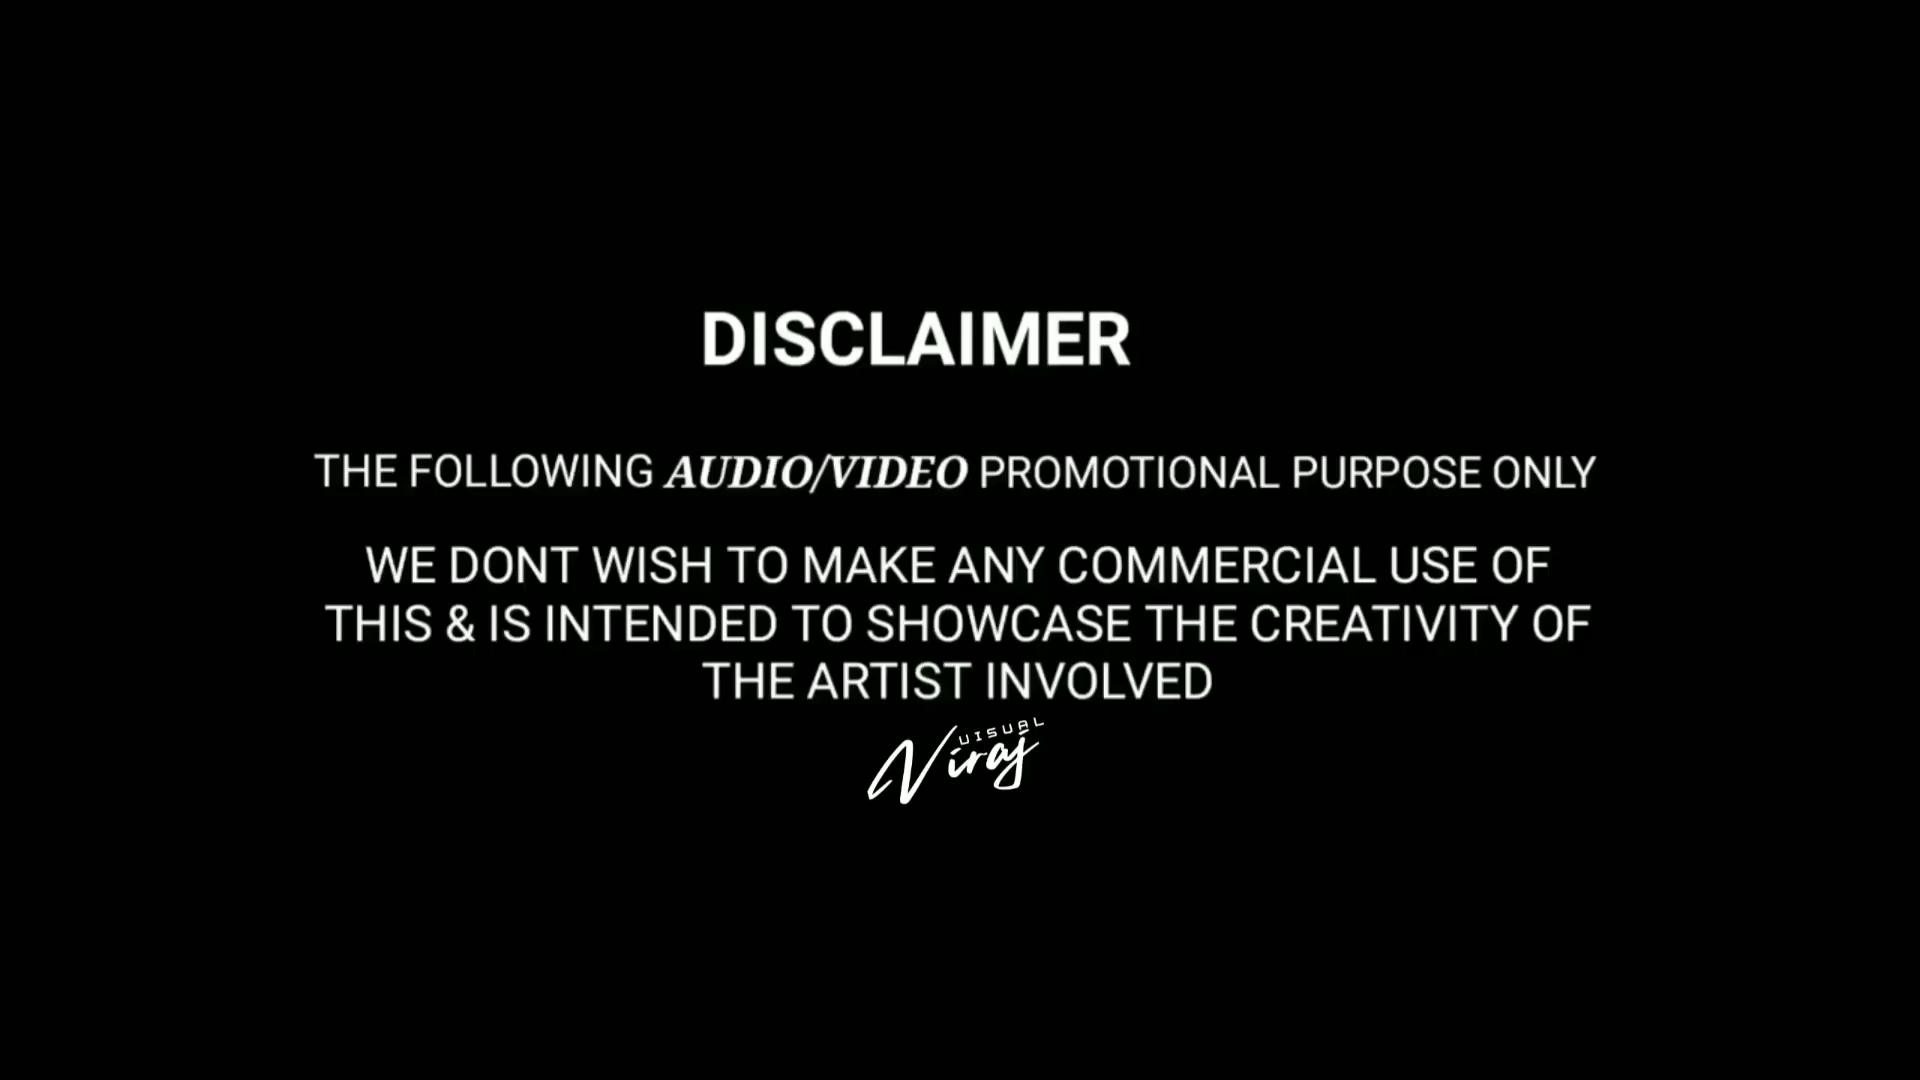 DISCLAIMER
THE FOLLOWING AUDIO/VIDEO PROMOTIONAL PURPOSE ONLY
WE DONT WISH TO MAKE ANY COMMERCIAL USE OF
THIS & IS INTENDED TO SHOWCASE THE CREATIVITY OF
THE ARTIST INVOLVED
VISUAL
Viraj